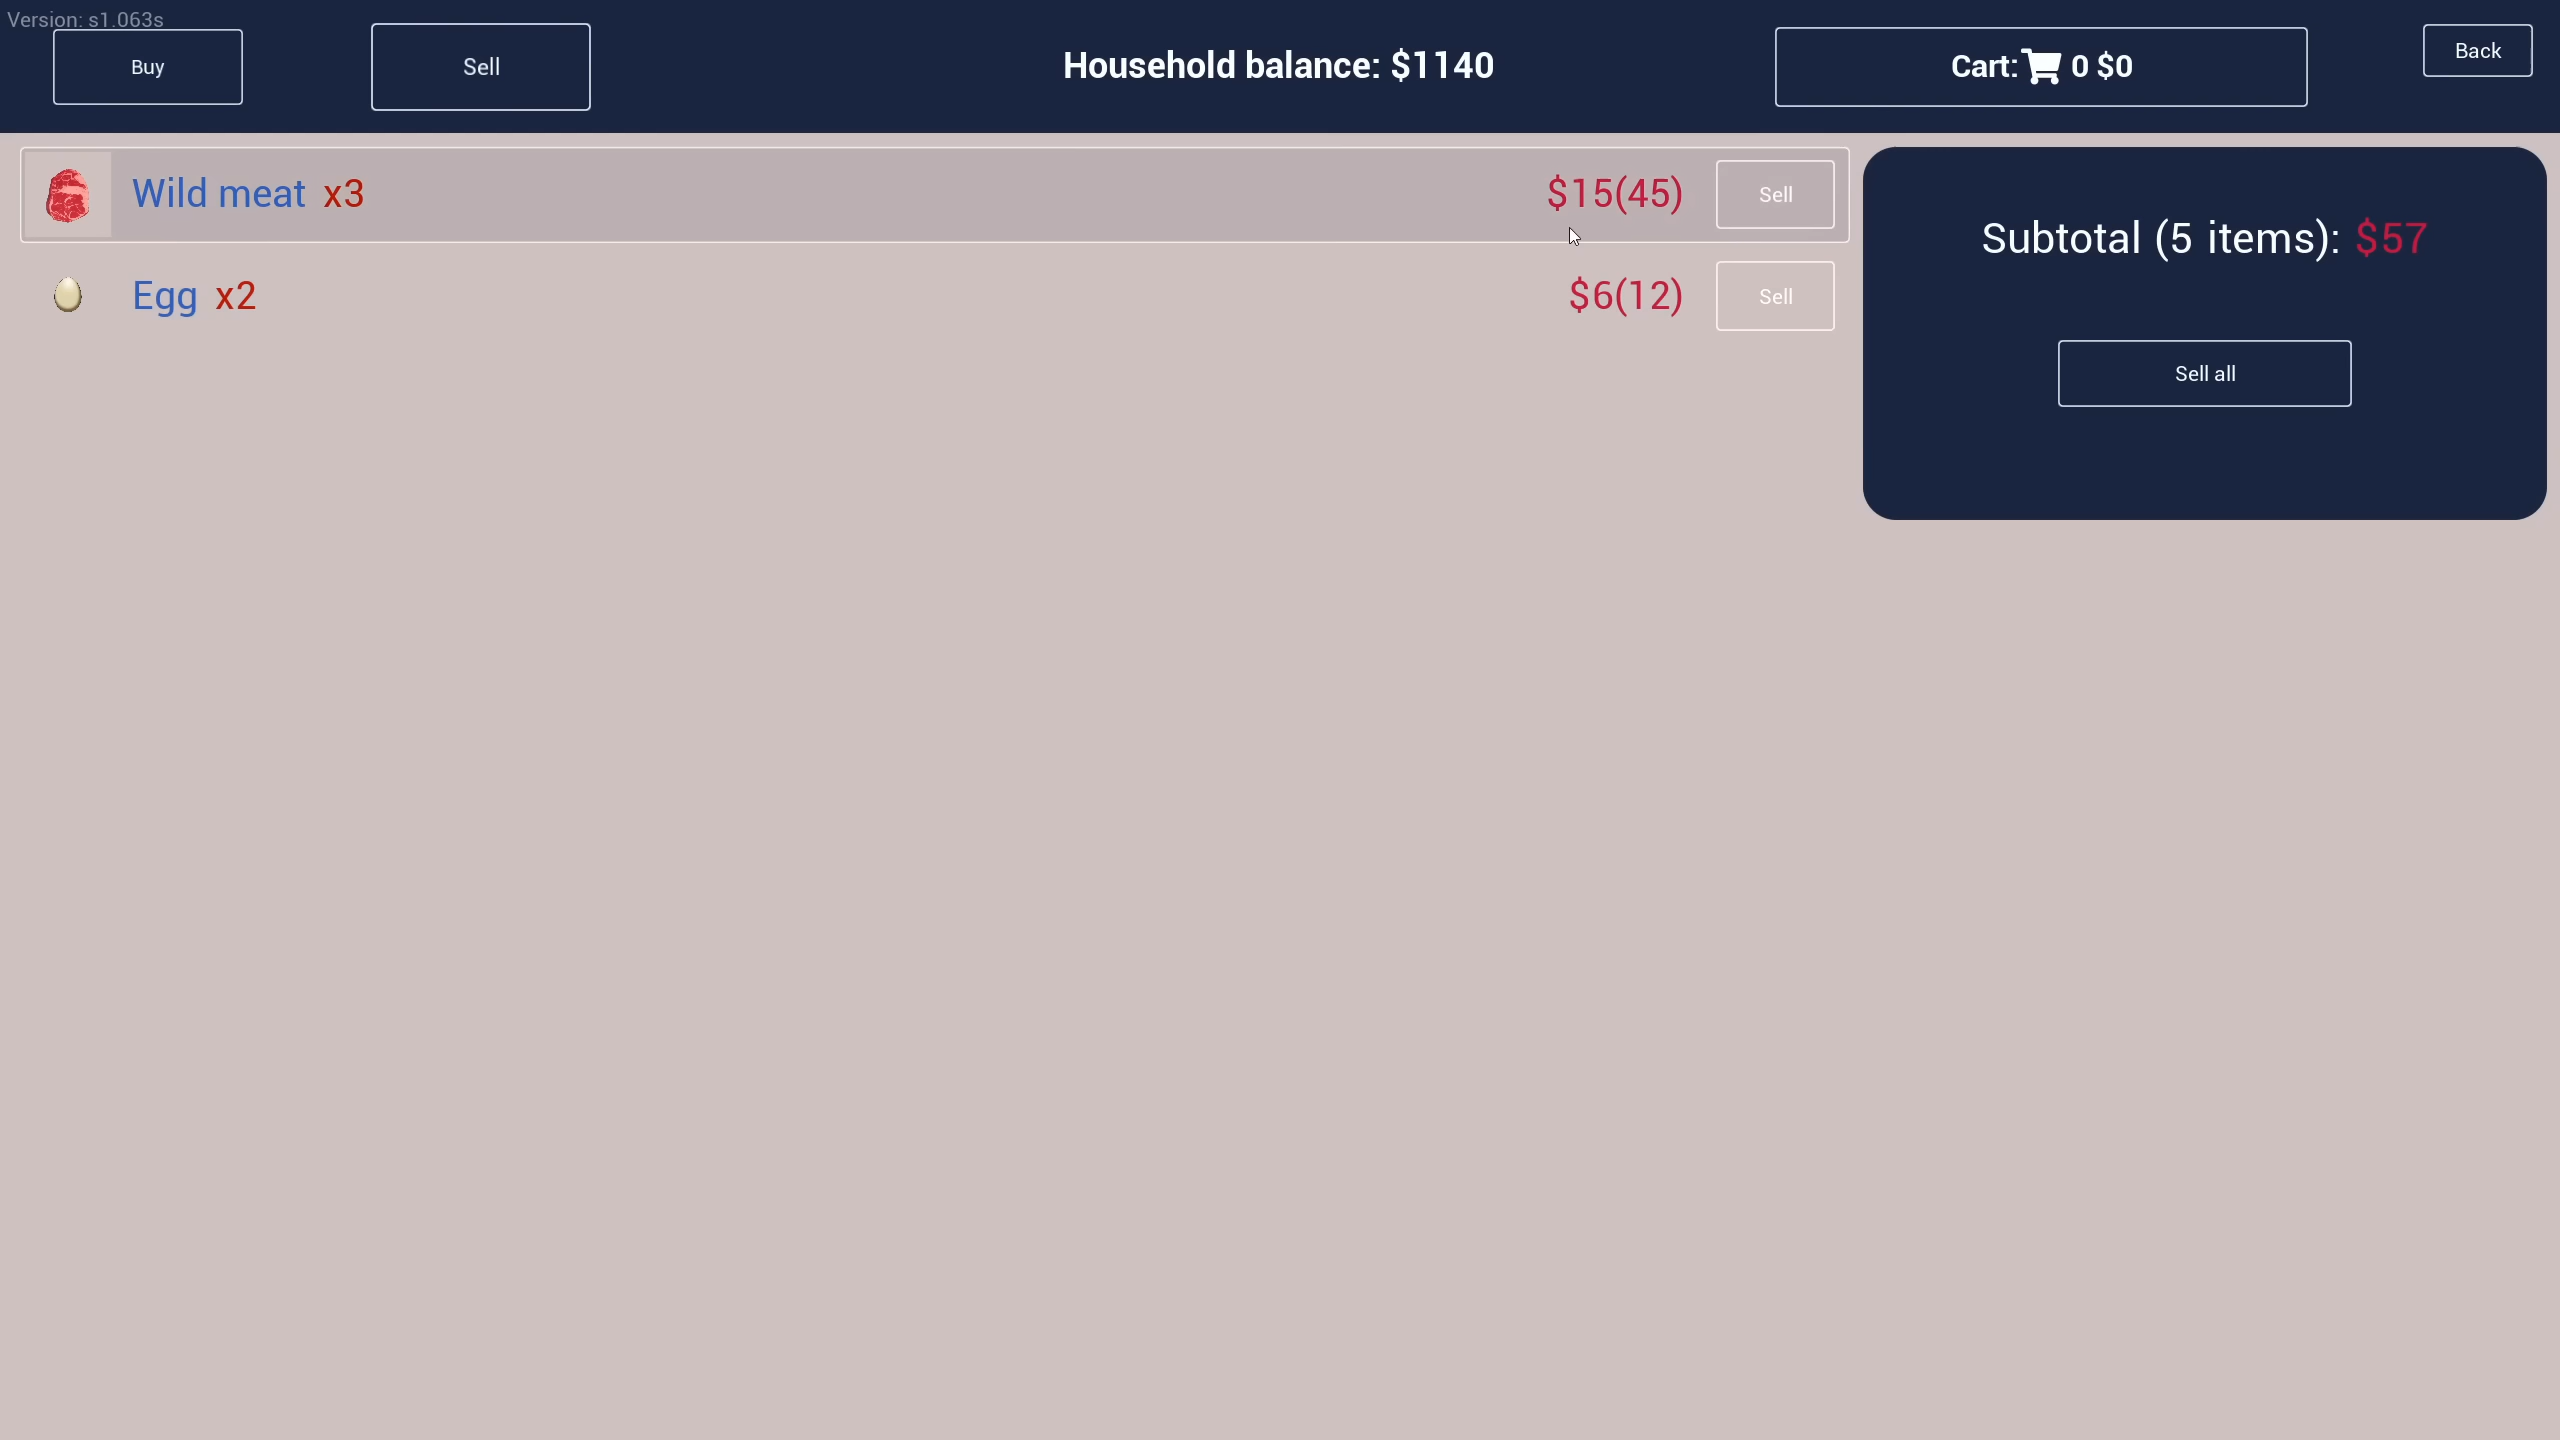 Version: s1.063s
Buy
Sell
Household balance: $1140
Cart: 0 $0
Back
Wild meat x3
$15(45)
Sell
Egg x2
$6(12)
Sell
Subtotal (5 items): $57
Sell all